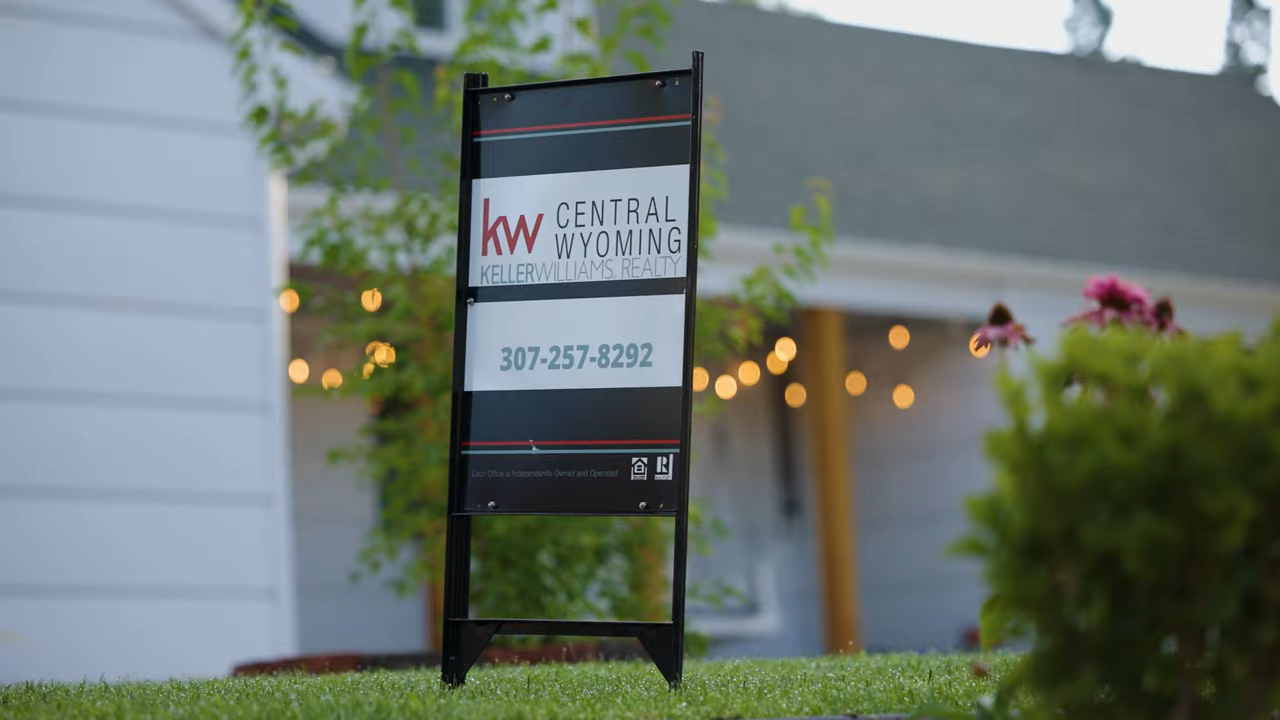 kw CENTRAL
WYOMING
KELLERWILLIAMS. REALTY
307-257-8292
Each Office is Independently Owned and Operated